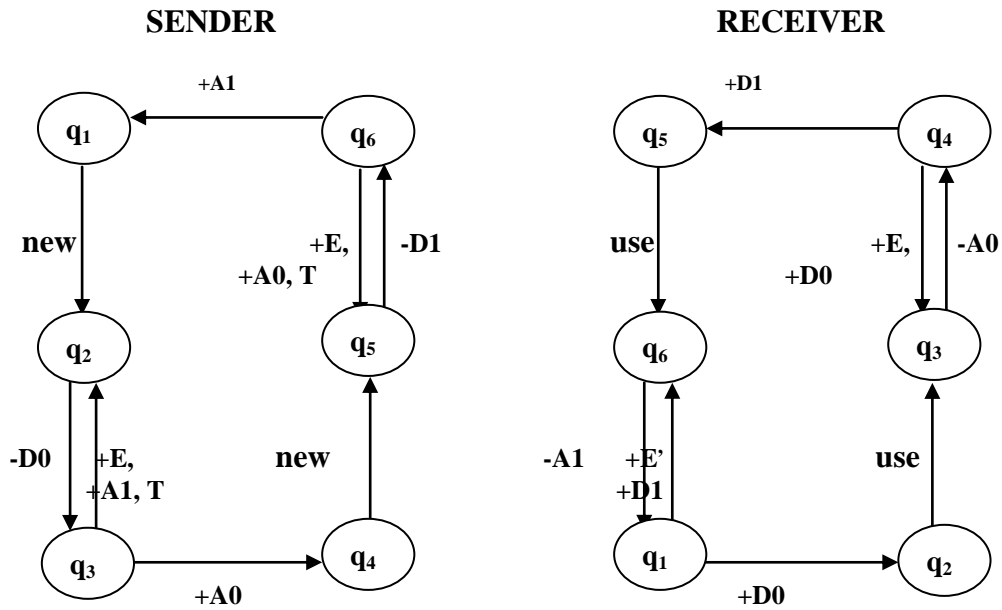 SENDER
RECEIVER
+A1
+D1
q1
q6
q5
q4
new
+E,
-D1
+A0, T
use
+E,
-A0
+D0
q2
q5
q6
q3
-D0
+E,
+A1, T
new
-A1
+E’
+D1
use
q3
q4
q1
q2
+A0
+D0